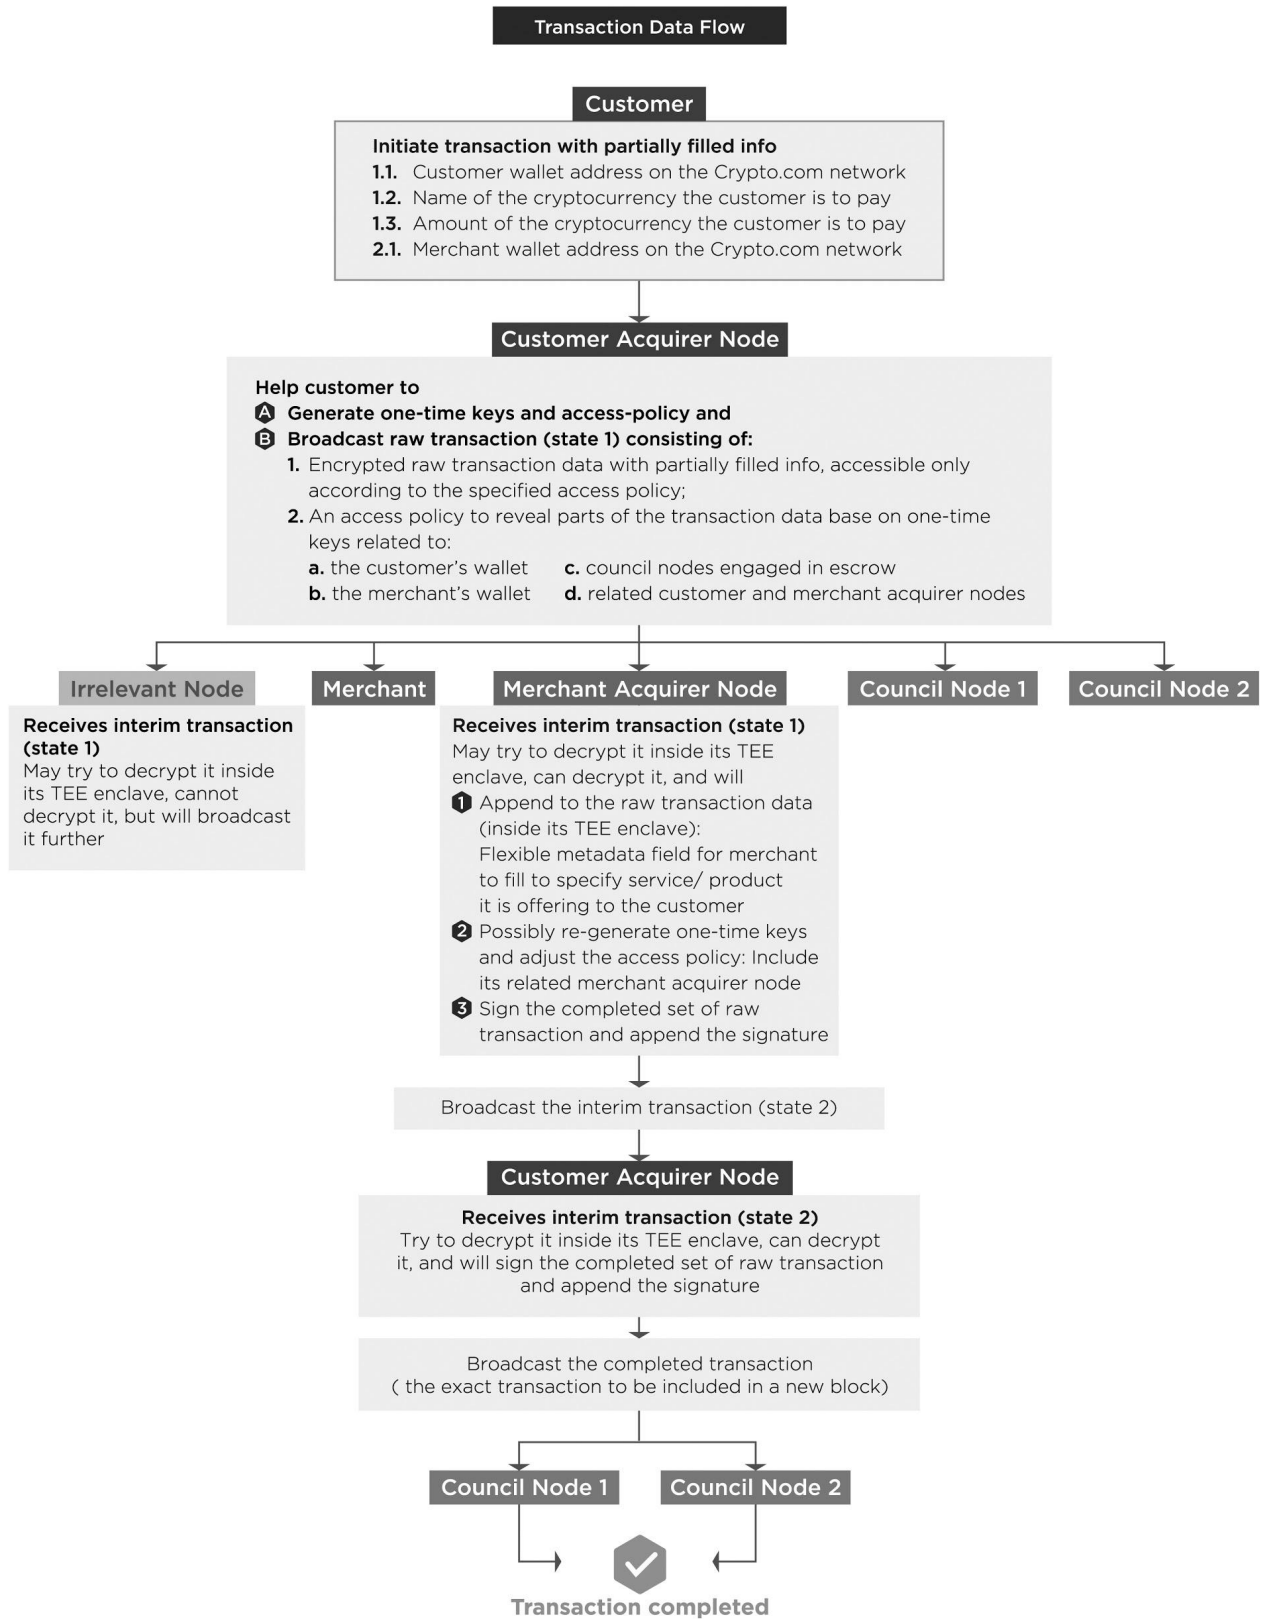 Transaction Data Flow
Customer
Initiate transaction with partially filled info
1.1. Customer wallet address on the Crypto.com network
1.2. Name of the cryptocurrency the customer is to pay
1.3. Amount of the cryptocurrency the customer is to pay
2.1. Merchant wallet address on the Crypto.com network
Customer Acquirer Node
Help customer to
A Generate one-time keys and access-policy and
B Broadcast raw transaction (state 1) consisting of:
1. Encrypted raw transaction data with partially filled info, accessible only
according to the specified access policy;
2. An access policy to reveal parts of the transaction data base on one-time
keys related to:
a. the customer’s wallet c. council nodes engaged in escrow
b. the merchant’s wallet d. related customer and merchant acquirer nodes
Irrelevant Node
Receives interim transaction
(state 1)
May try to decrypt it inside
its TEE enclave, cannot
decrypt it, but will broadcast
it further
Merchant
Merchant Acquirer Node
Receives interim transaction (state 1)
May try to decrypt it inside its TEE
enclave, can decrypt it, and will
1 Append to the raw transaction data
(inside its TEE enclave):
Flexible metadata field for merchant
to fill to specify service/ product
it is offering to the customer
2 Possibly re-generate one-time keys
and adjust the access policy: Include
its related merchant acquirer node
3 Sign the completed set of raw
transaction and append the signature
Council Node 1
Council Node 2
Broadcast the interim transaction (state 2)
Customer Acquirer Node
Receives interim transaction (state 2)
Try to decrypt it inside its TEE enclave, can decrypt
it, and will sign the completed set of raw transaction
and append the signature
Broadcast the completed transaction
( the exact transaction to be included in a new block)
Council Node 1
Council Node 2
Transaction completed